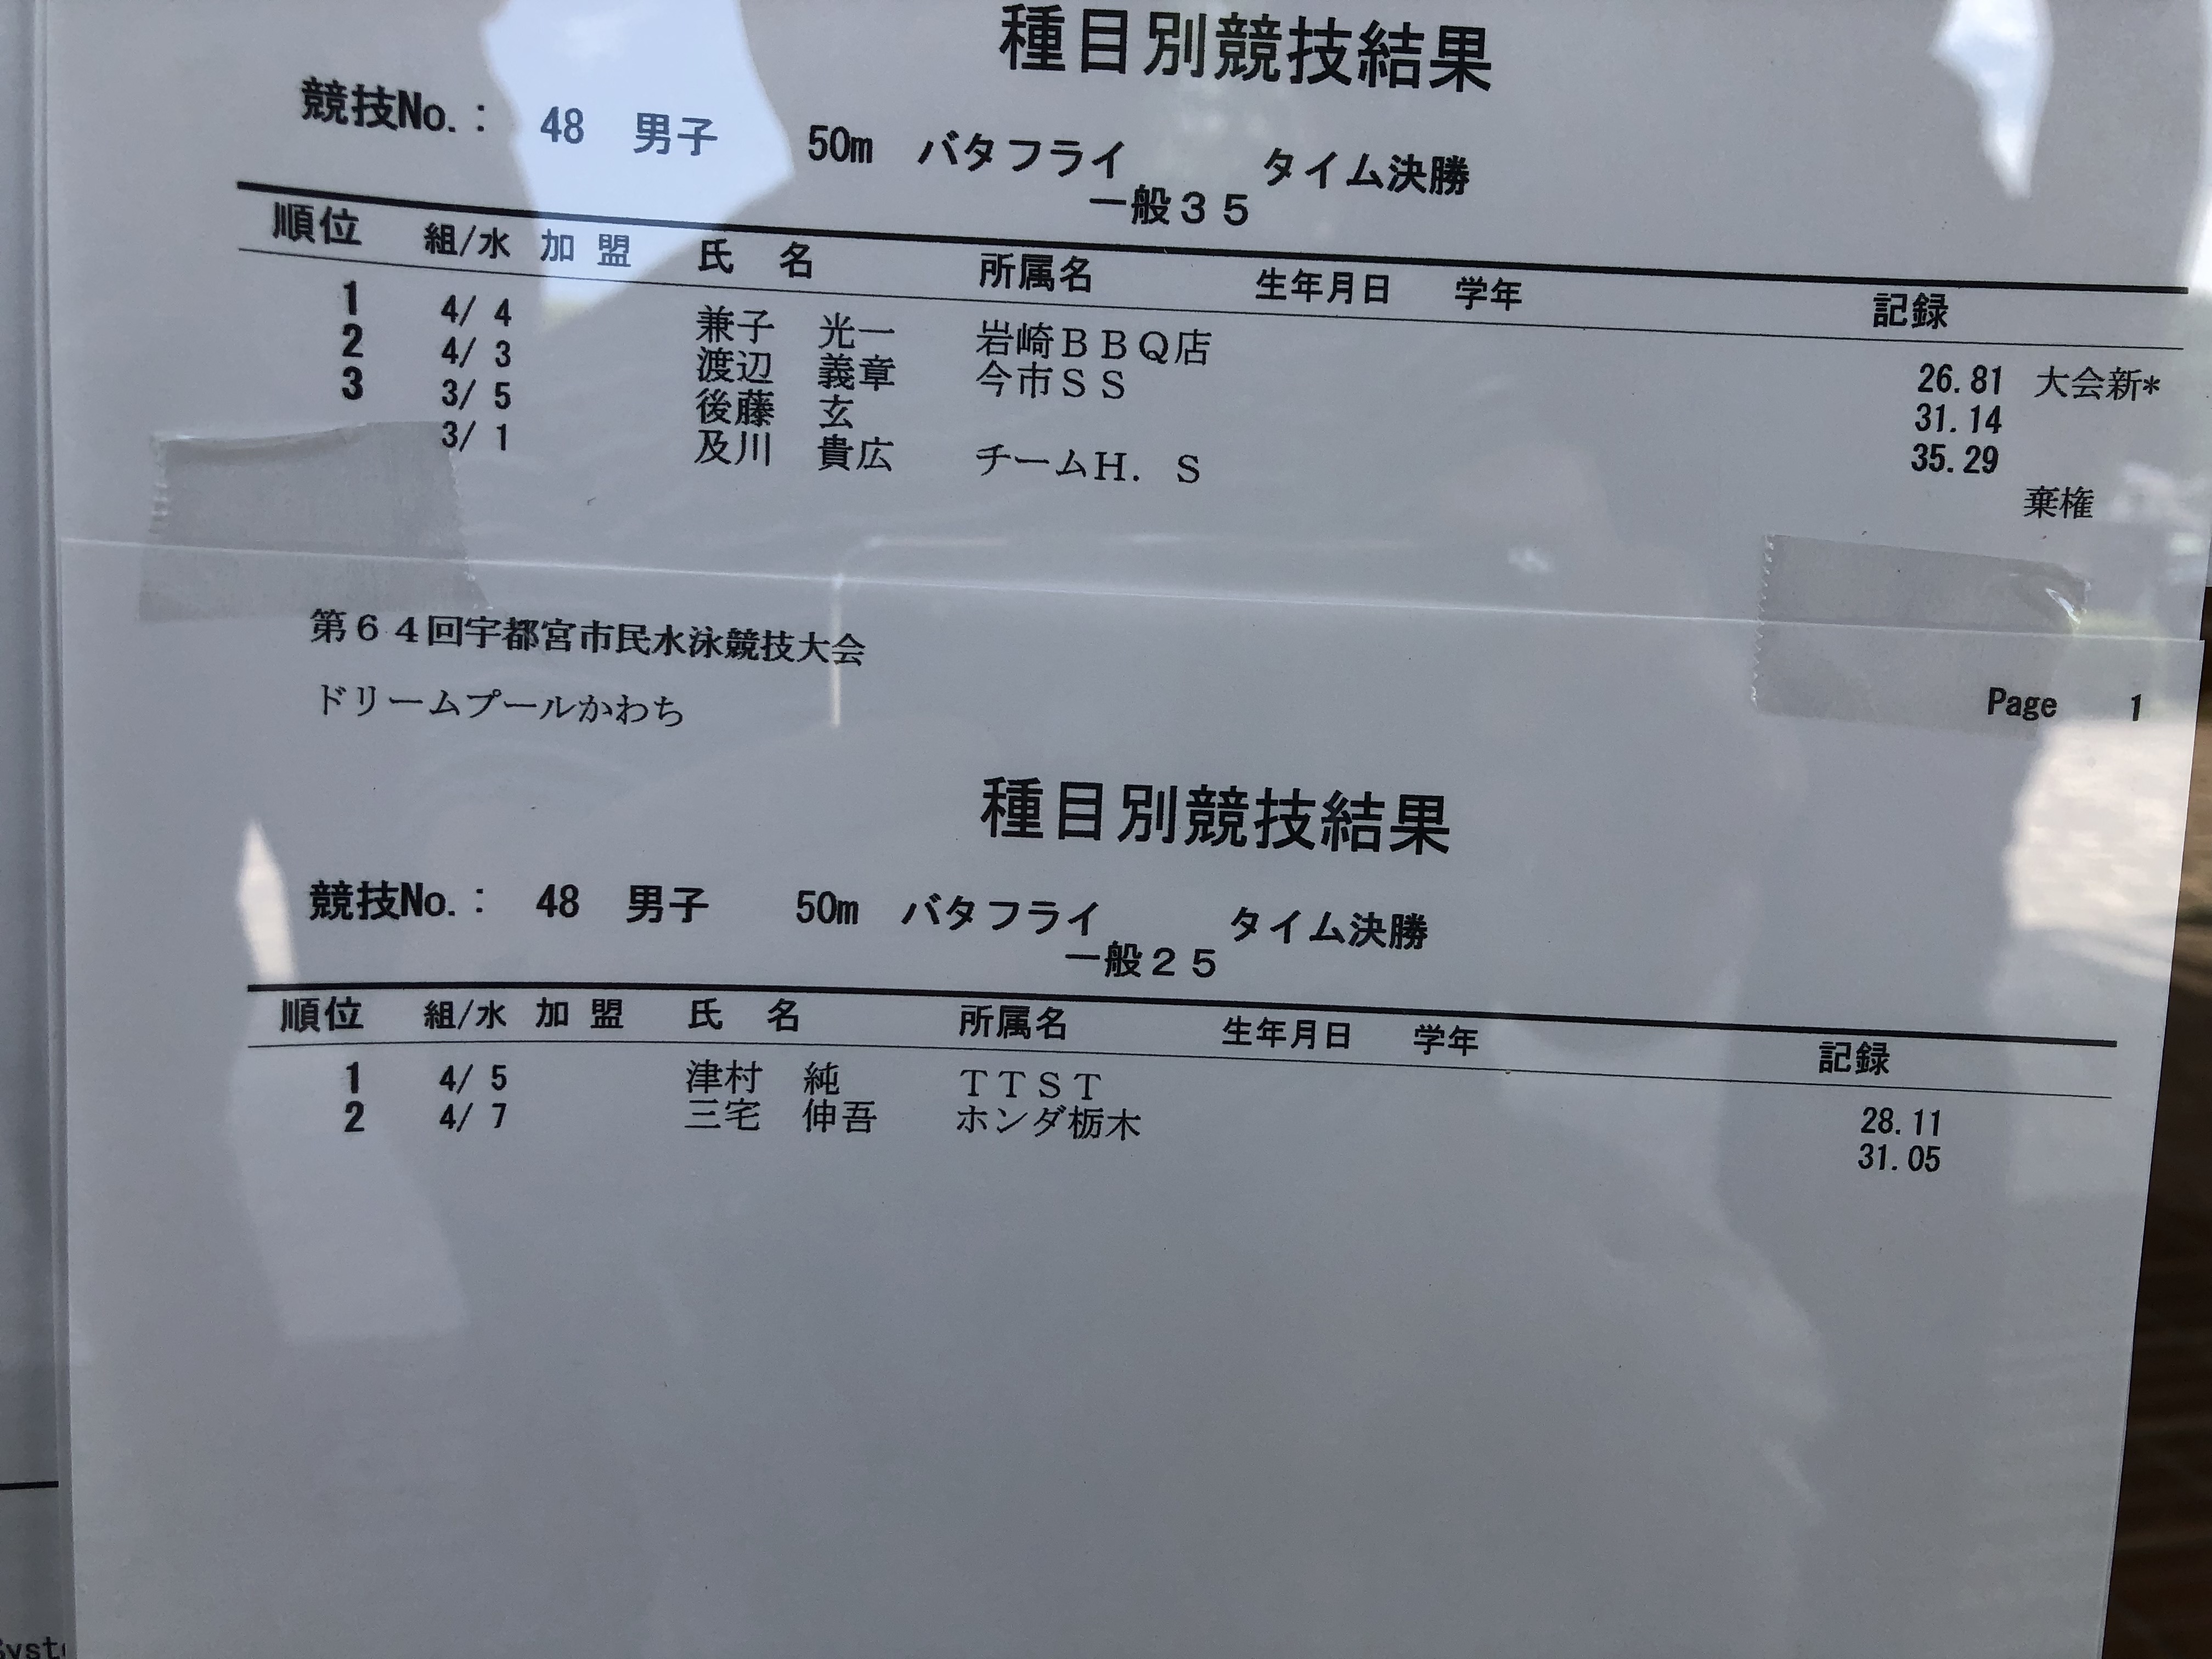 種目別競技結果
競技No.： 48 男子 50m バタフライ タイム決勝
一般３５
順位 組/水 加 盟 氏 名 所属名 生年月日 学年 記録
1 4/ 4 兼子 光一 岩崎ＢＢＱ店 26.81 大会新*
2 4/ 3 渡辺 義章 今市ＳＳ 31.14
3 3/ 5 後藤 玄 35.29
3/ 1 及川 貴広 チームＨ．Ｓ 棄権
第６４回宇都宮市民水泳競技大会
ドリームプールかわち Page 1
種目別競技結果
競技No.： 48 男子 50m バタフライ タイム決勝
一般２５
順位 組/水 加 盟 氏 名 所属名 生年月日 学年 記録
1 4/ 5 津村 純 ＴＴＳＴ 28.11
2 4/ 7 三宅 伸吾 ホンダ栃木 31.05